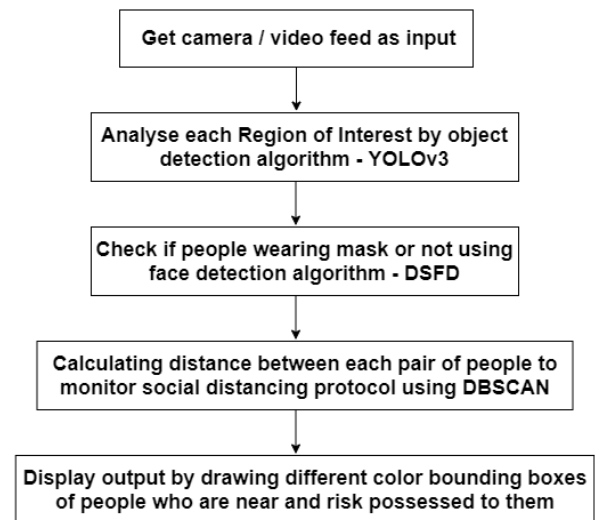 Get camera / video feed as input
Analyse each Region of Interest by object
detection algorithm - YOLOv3
Check if people wearing mask or not using
face detection algorithm - DSFD
Calculating distance between each pair of people to
monitor social distancing protocol using DBSCAN
Display output by drawing different color bounding boxes
of people who are near and risk possessed to them